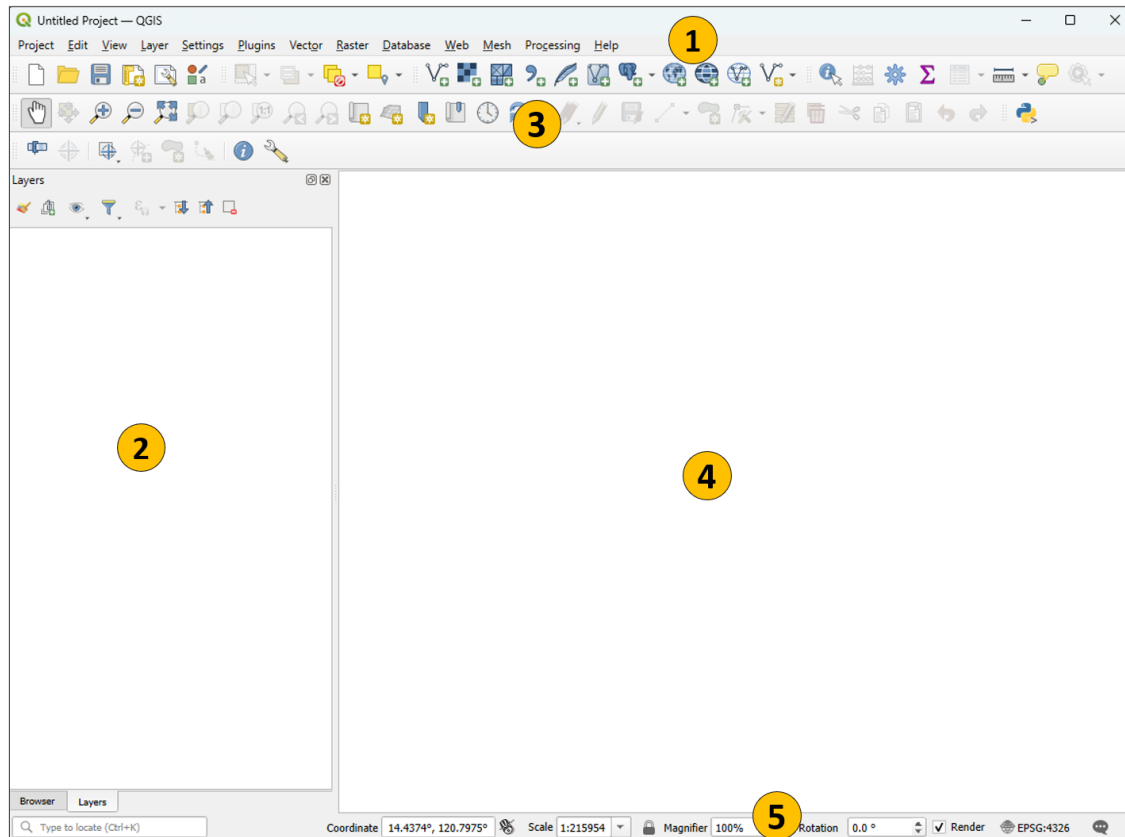 Untitled Project — QGIS
Project Edit View Layer Settings Plugins Vector Raster Database Web Mesh Processing Help
1
3
Layers
2
4
Browser Layers
5
Type to locate (Ctrl+K) Coordinate 14.4374°, 120.7975° Scale 1:215954 Magnifier 100% Rotation 0.0 ° Render EPSG:4326